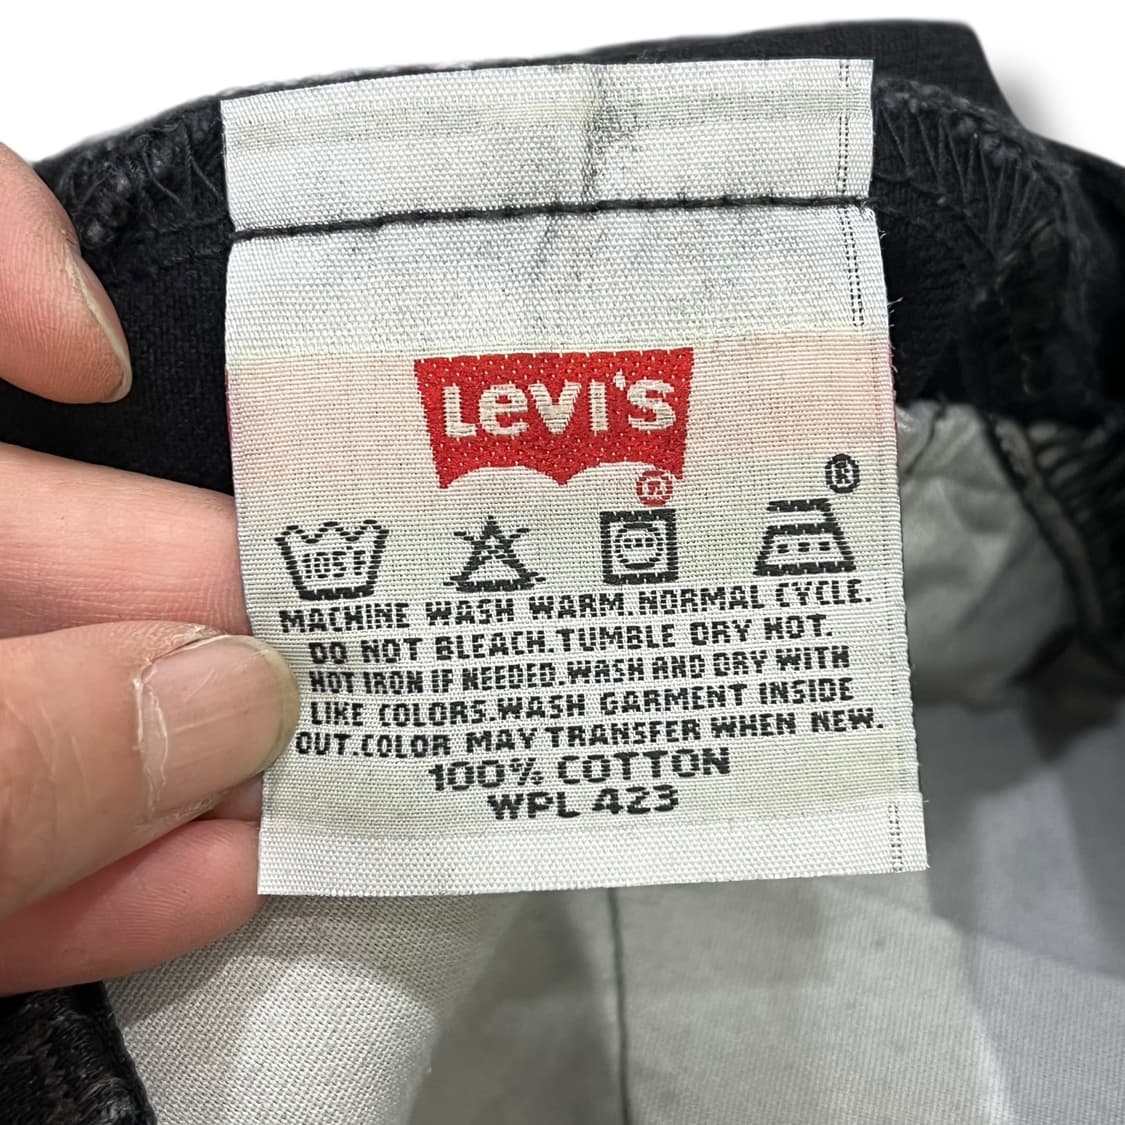 LEVI'S
®
®
105F
MACHINE WASH WARM. NORMAL CYCLE.
DO NOT BLEACH. TUMBLE DRY HOT.
HOT IRON IF NEEDED. WASH AND DRY WITH
LIKE COLORS. WASH GARMENT INSIDE
OUT. COLOR MAY TRANSFER WHEN NEW.
100% COTTON
WPL 423